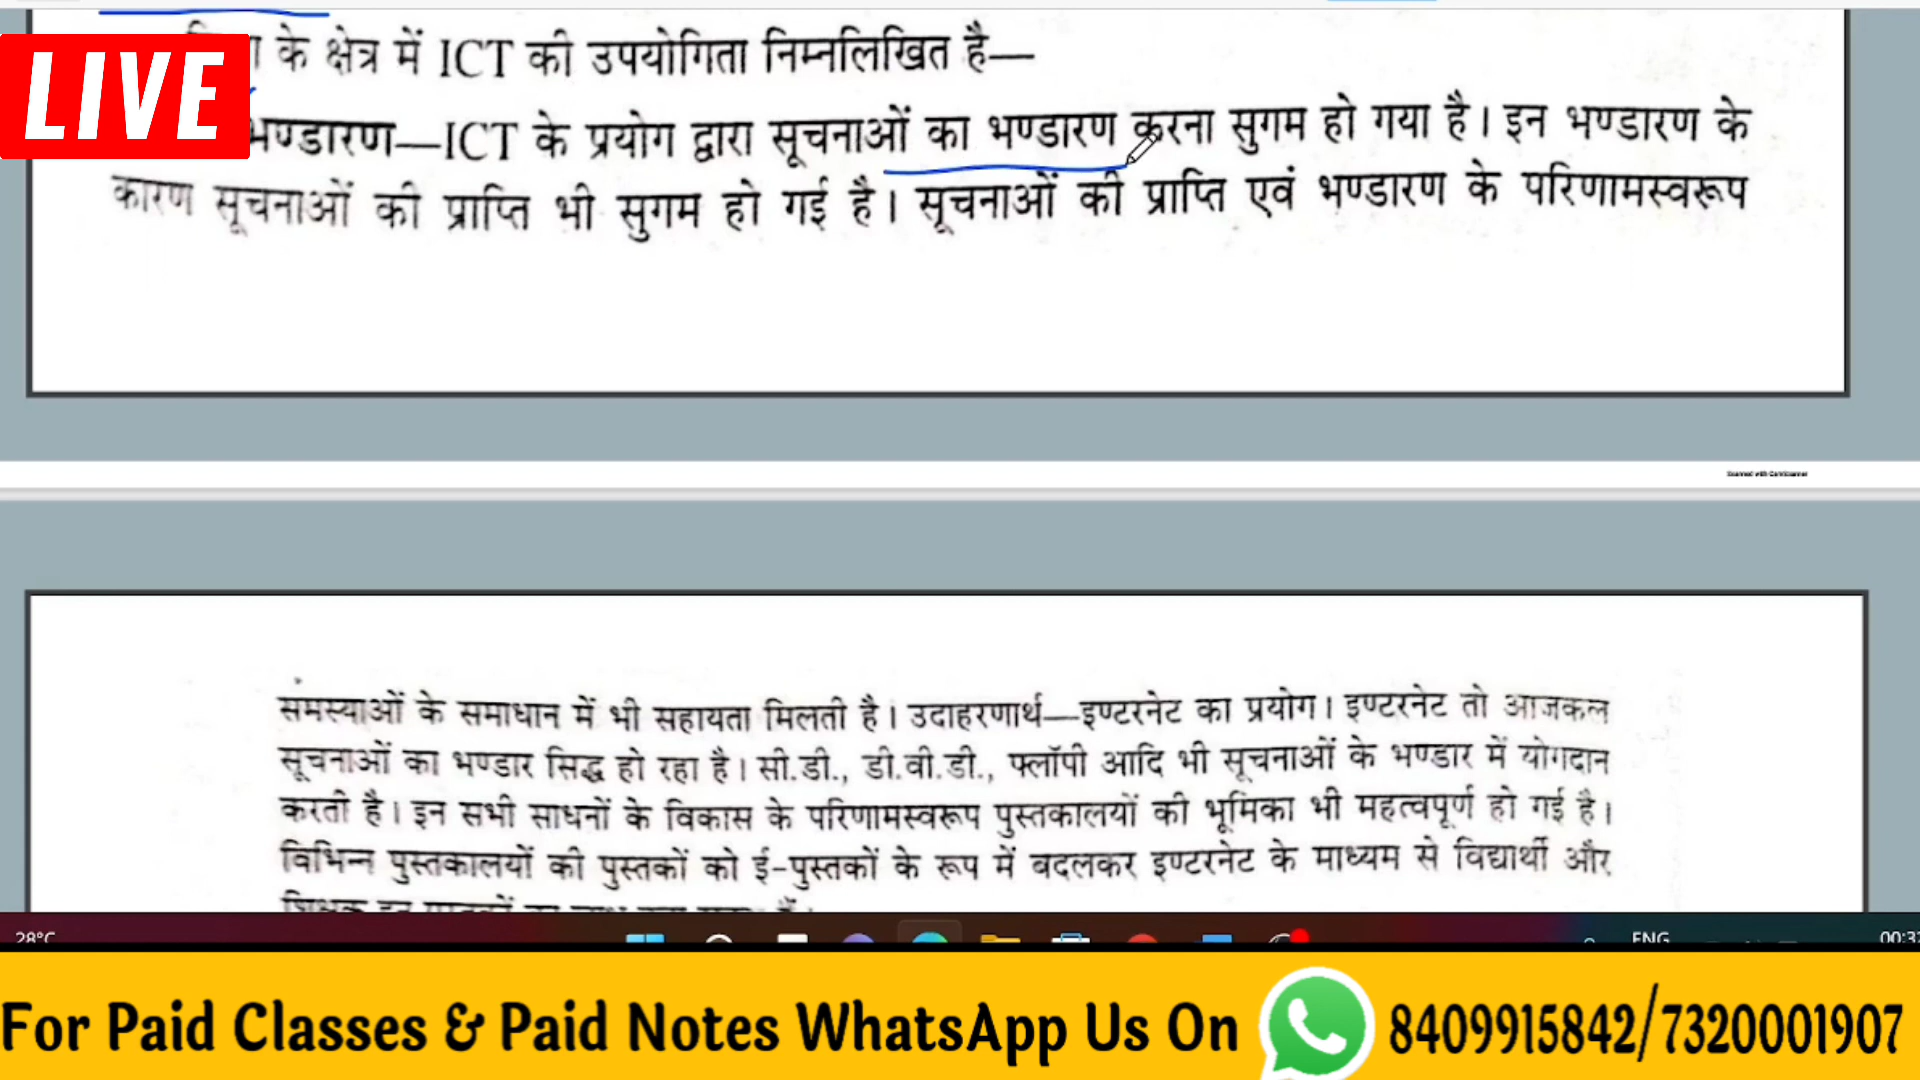 के क्षेत्र में ICT की उपयोगिता निम्नलिखित है—
LIVE
भण्डारण—ICT के प्रयोग द्वारा सूचनाओं का भण्डारण करना सुगम हो गया है। इन भण्डारण के
कारण सूचनाओं की प्राप्ति भी सुगम हो गई है। सूचनाओं की प्राप्ति एवं भण्डारण के परिणामस्वरूप
Scanned with CamScanner
समस्याओं के समाधान में भी सहायता मिलती है। उदाहरणार्थ—इण्टरनेट का प्रयोग। इण्टरनेट तो आजकल
सूचनाओं का भण्डार सिद्ध हो रहा है। सी.डी., डी.वी.डी., फ्लॉपी आदि भी सूचनाओं के भण्डार में योगदान
करती है। इन सभी साधनों के विकास के परिणामस्वरूप पुस्तकालयों की भूमिका भी महत्वपूर्ण हो गई है।
विभिन्न पुस्तकालयों की पुस्तकों को ई-पुस्तकों के रूप में बदलकर इण्टरनेट के माध्यम से विद्यार्थी और
28°C
ENG
For Paid Classes & Paid Notes WhatsApp Us On 8409915842/7320001907